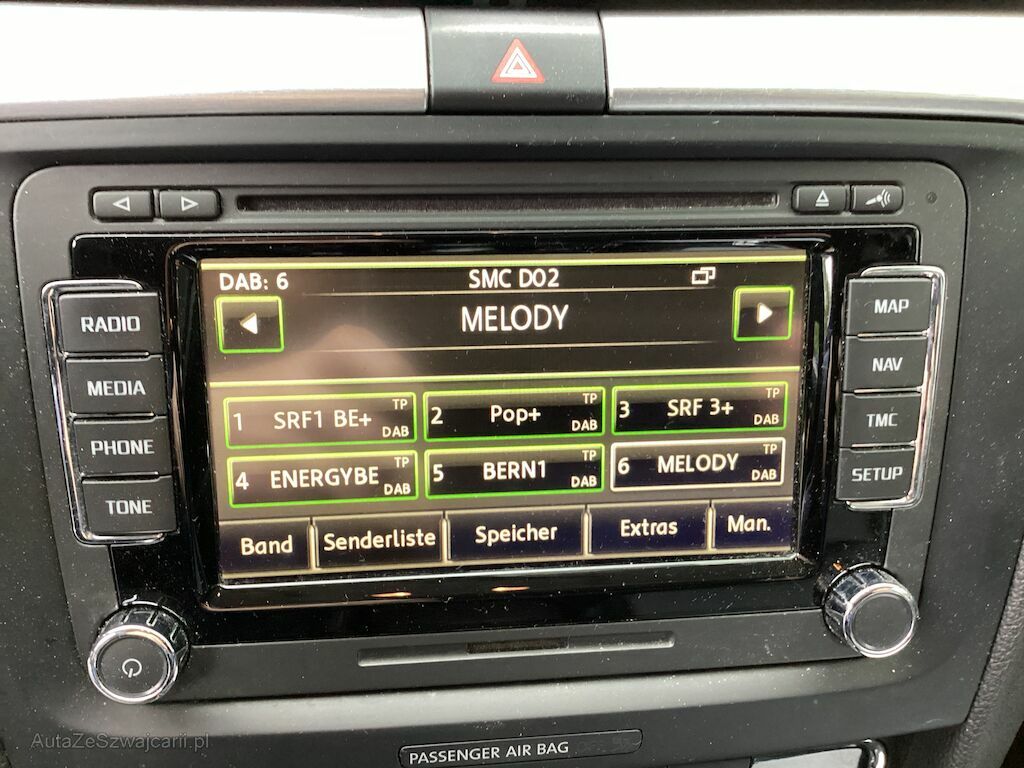 DAB: 6
SMC D02
MELODY
1 SRF1 BE+ TP DAB
2 Pop+ TP DAB
3 SRF 3+ TP DAB
4 ENERGYBE TP DAB
5 BERN1 TP DAB
6 MELODY TP DAB
Band
Senderliste
Speicher
Extras
Man.
RADIO
MEDIA
PHONE
TONE
MAP
NAV
TMC
SETUP
PASSENGER AIR BAG
AutaZeSzwajcarii.pl